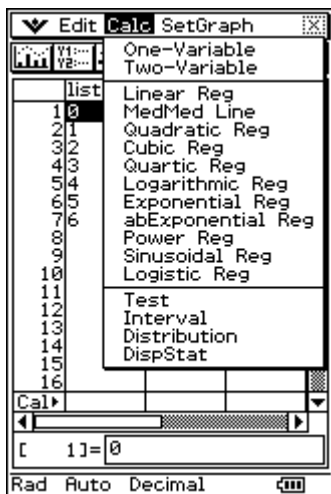 Edit Calc SetGraph
Y1:
Y2:
One-Variable
Two-Variable
Linear Reg
MedMed Line
Quadratic Reg
Cubic Reg
Quartic Reg
Logarithmic Reg
Exponential Reg
abExponential Reg
Power Reg
Sinusoidal Reg
Logistic Reg
Test
Interval
Distribution
DispStat
list
1 0
2 1
3 2
4 3
5 4
6 5
7 6
8
9
10
11
12
13
14
15
16
Cal▶
[ 1]= 0
Rad Auto Decimal